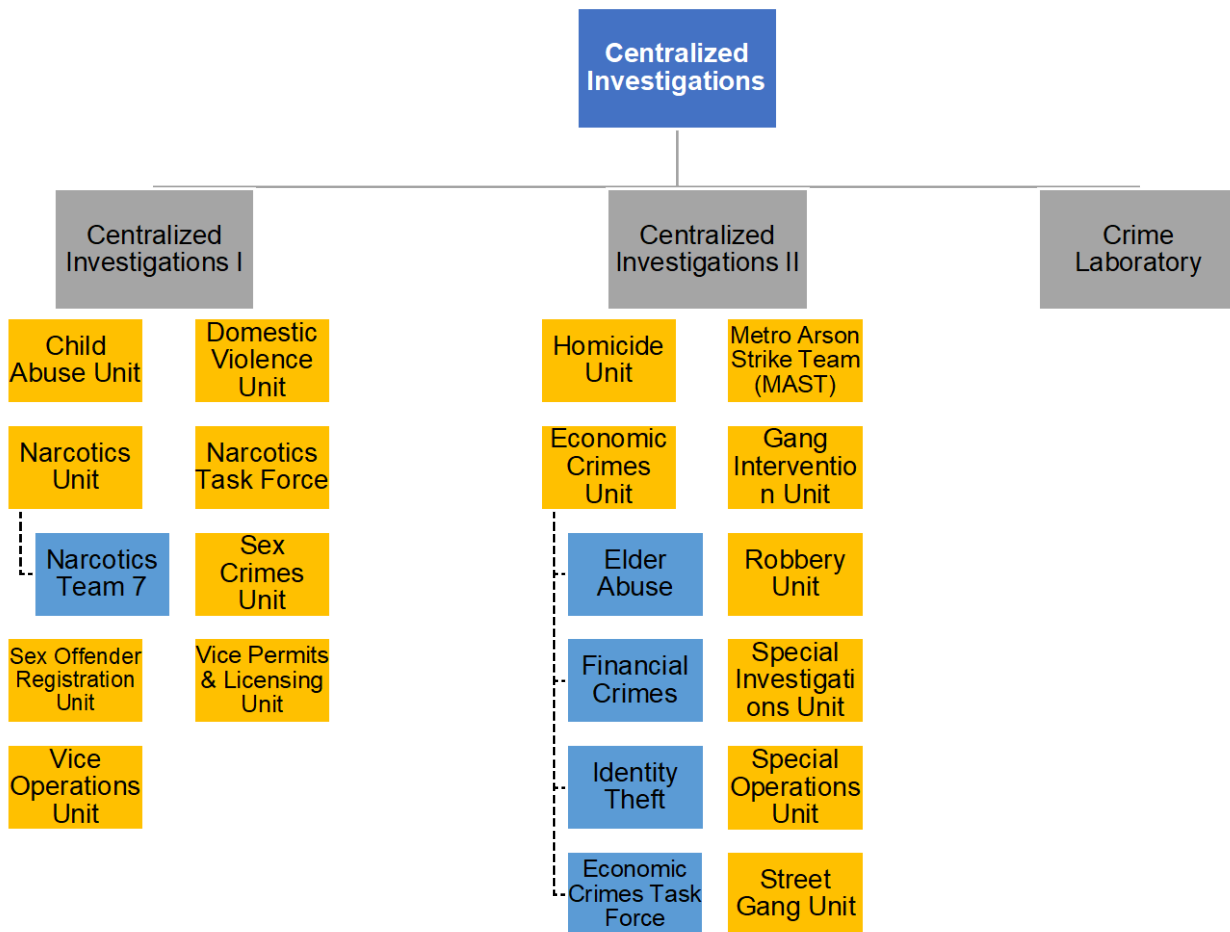 Centralized
Investigations
Centralized
Investigations I
Centralized
Investigations II
Crime
Laboratory
Child
Abuse Unit
Domestic
Violence
Unit
Homicide
Unit
Metro Arson
Strike Team
(MAST)
Narcotics
Unit
Narcotics
Task Force
Economic
Crimes
Unit
Gang
Interventio
n Unit
Narcotics
Team 7
Sex
Crimes
Unit
Elder
Abuse
Robbery
Unit
Sex Offender
Registration
Unit
Vice Permits
& Licensing
Unit
Financial
Crimes
Special
Investigati
ons Unit
Vice
Operations
Unit
Identity
Theft
Special
Operations
Unit
Economic
Crimes Task
Force
Street
Gang Unit